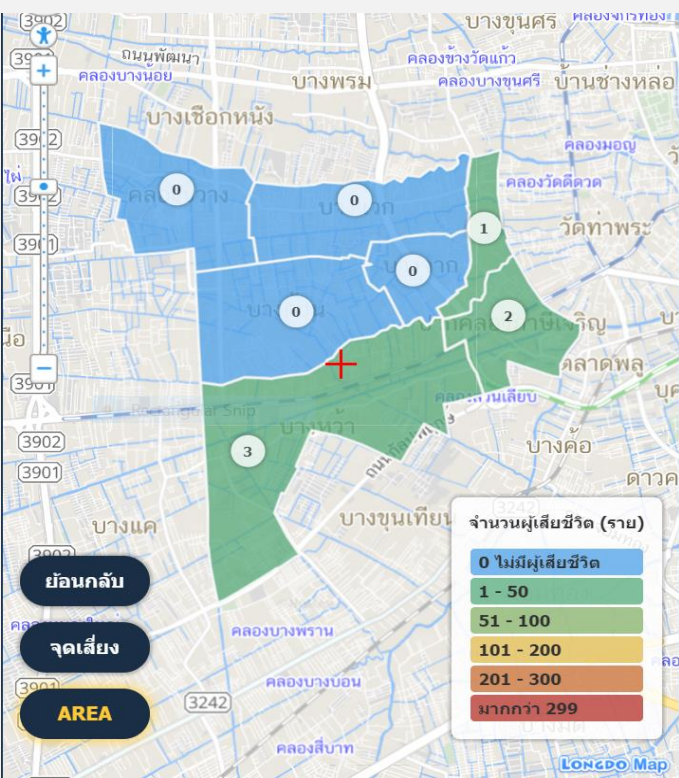 3902
บางขุนศรี
ถนนพัฒนา
คลองข้างวัดแก้ว
คลองบางน้อย
บางพรม
คลองบางขุนศรี
บ้านช่างหล่อ
บางเชือกหนัง
3902
คลองมอญ
คลองวัดดีดวด
0
0
1
วัดท่าพระ
3901
0
0
2
ตลาดพลู
Rectangular Snip
บางหว้า
3902
3
บางค้อ
3901
บางแค
บางขุนเทียน
3242
จำนวนผู้เสียชีวิต (ราย)
0 ไม่มีผู้เสียชีวิต
1 - 50
51 - 100
101 - 200
201 - 300
มากกว่า 299
3902
ย้อนกลับ
คลองบางพราน
จุดเสี่ยง
คลองบางบอน
3901
3242
AREA
คลองสี่บาท
LONGDO Map